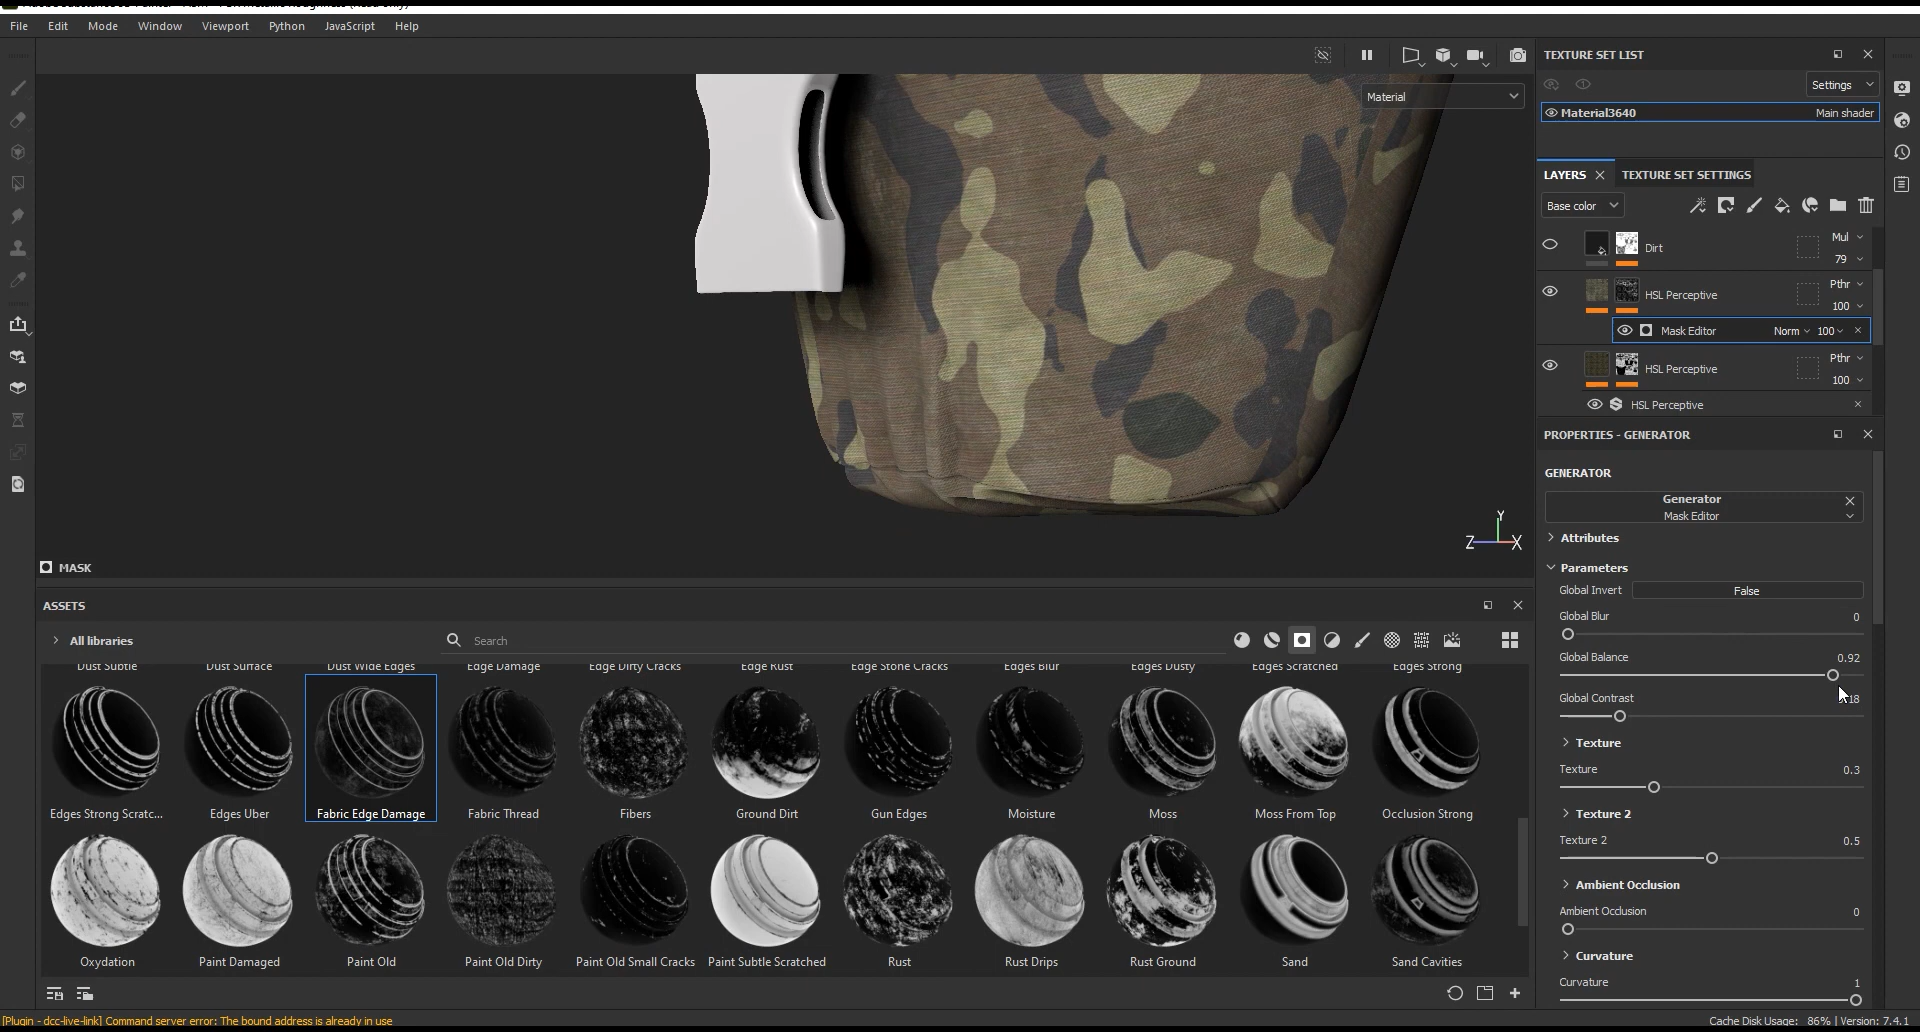 File Edit Mode Window Viewport Python JavaScript Help
Material
TEXTURE SET LIST
Settings
Material3640 Main shader
LAYERS TEXTURE SET SETTINGS
Base color
Dirt Mul
79
HSL Perceptive Pthr
100
Mask Editor Norm 100
HSL Perceptive Pthr
100
HSL Perceptive
PROPERTIES - GENERATOR
GENERATOR
Generator
Mask Editor
Attributes
Parameters
Global Invert False
Global Blur 0
Global Balance 0.92
Global Contrast 18
Texture
Texture 0.3
Texture 2
Texture 2 0.5
Ambient Occlusion
Ambient Occlusion 0
Curvature
Curvature 1
Y
Z X
MASK
ASSETS
All libraries Search
Dust Subtle Dust Surface Dust Wide Edges Edge Damage Edge Dirty Cracks Edge Rust Edge Stone Cracks Edges Blur Edges Dusty Edges Scratched Edges Strong
Edges Strong Scratc... Edges Uber Fabric Edge Damage Fabric Thread Fibers Ground Dirt Gun Edges Moisture Moss Moss From Top Occlusion Strong
Oxydation Paint Damaged Paint Old Paint Old Dirty Paint Old Small Cracks Paint Subtle Scratched Rust Rust Drips Rust Ground Sand Sand Cavities
[Plugin - dcc-live-link] Command server error: The bound address is already in use
Cache Disk Usage: 86% | Version: 7.4.1